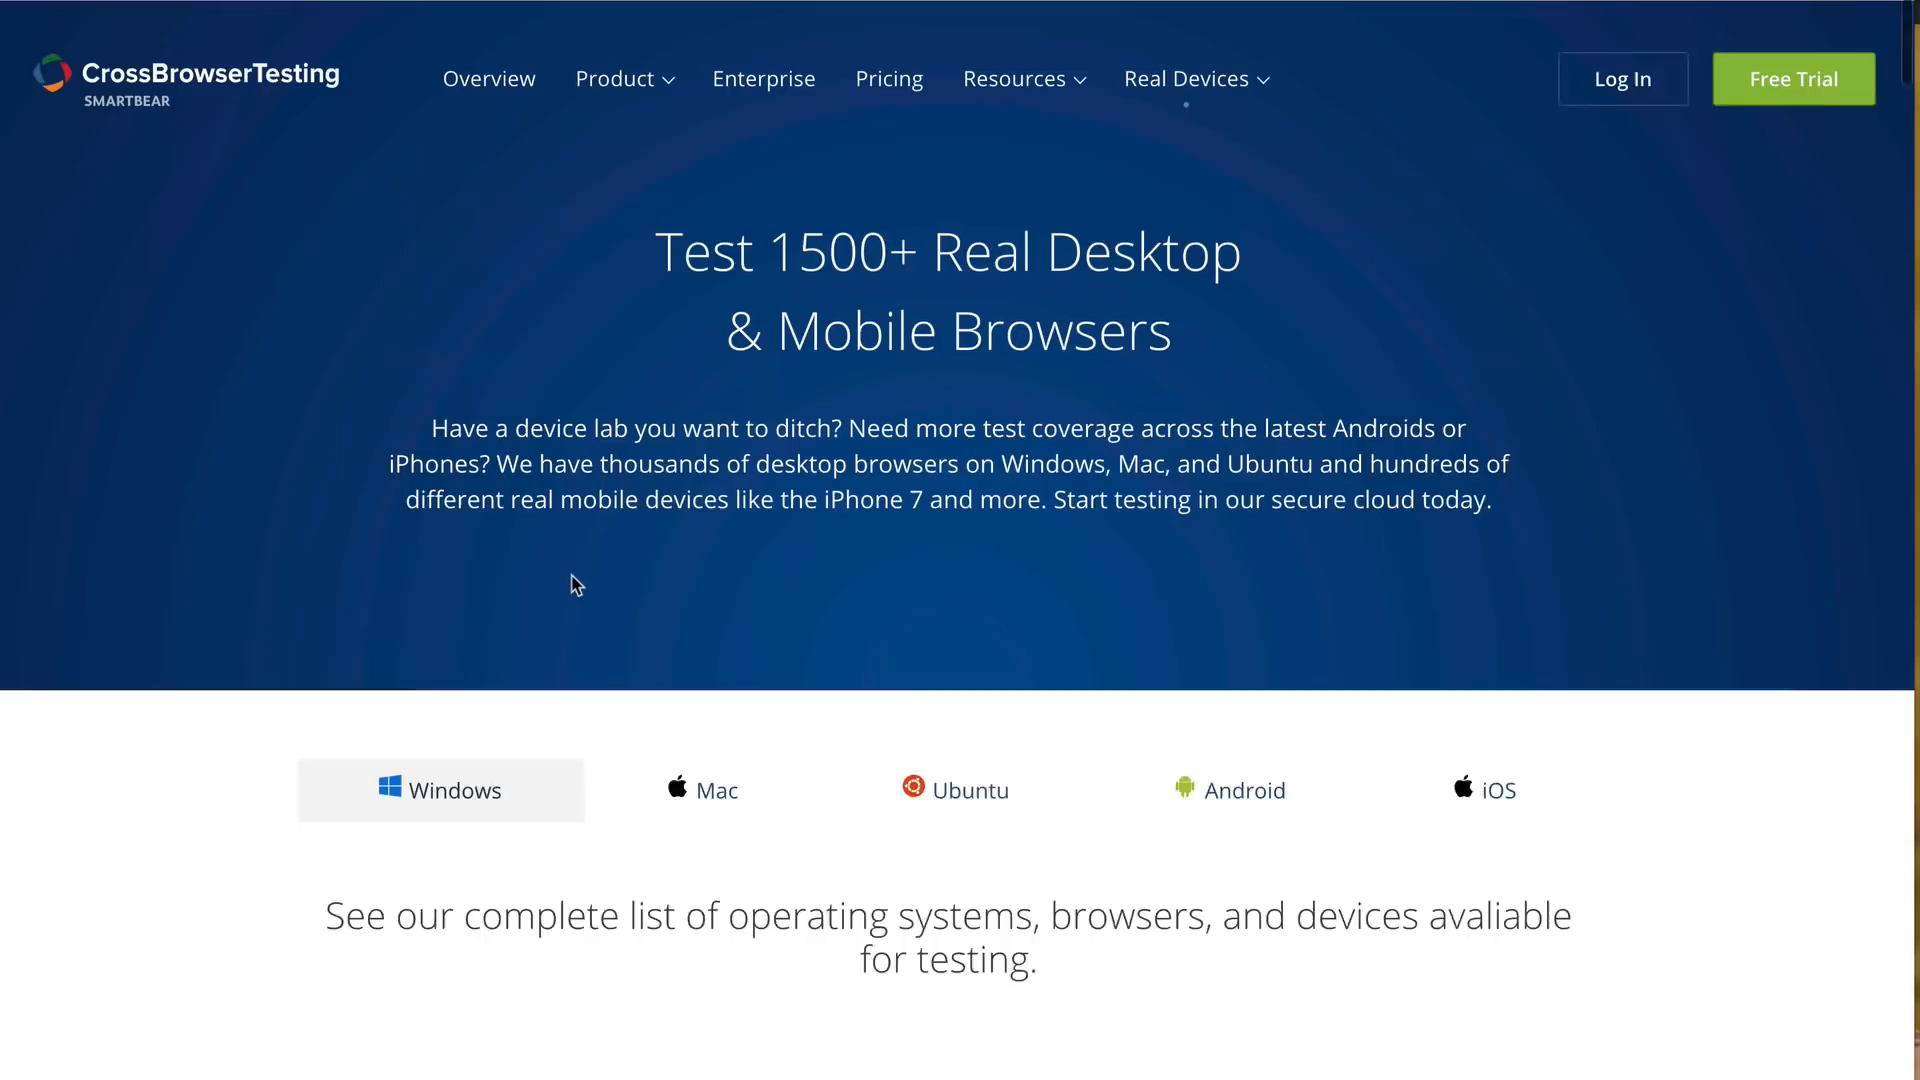 CrossBrowserTesting
SMARTBEAR
Overview Product Enterprise Pricing Resources Real Devices Log In Free Trial
Test 1500+ Real Desktop
& Mobile Browsers
Have a device lab you want to ditch? Need more test coverage across the latest Androids or
iPhones? We have thousands of desktop browsers on Windows, Mac, and Ubuntu and hundreds of
different real mobile devices like the iPhone 7 and more. Start testing in our secure cloud today.
Windows Mac Ubuntu Android iOS
See our complete list of operating systems, browsers, and devices avaliable
for testing.